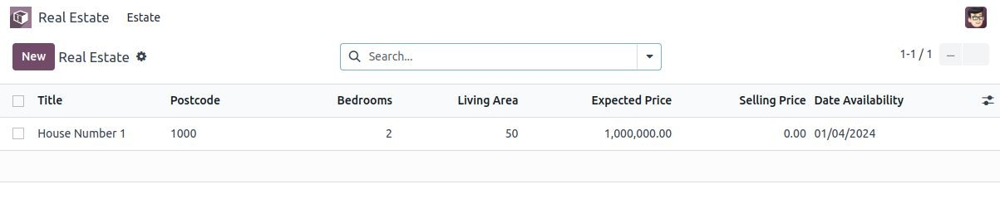 Real Estate Estate
New Real Estate Search... 1-1 / 1
Title Postcode Bedrooms Living Area Expected Price Selling Price Date Availability
House Number 1 1000 2 50 1,000,000.00 0.00 01/04/2024